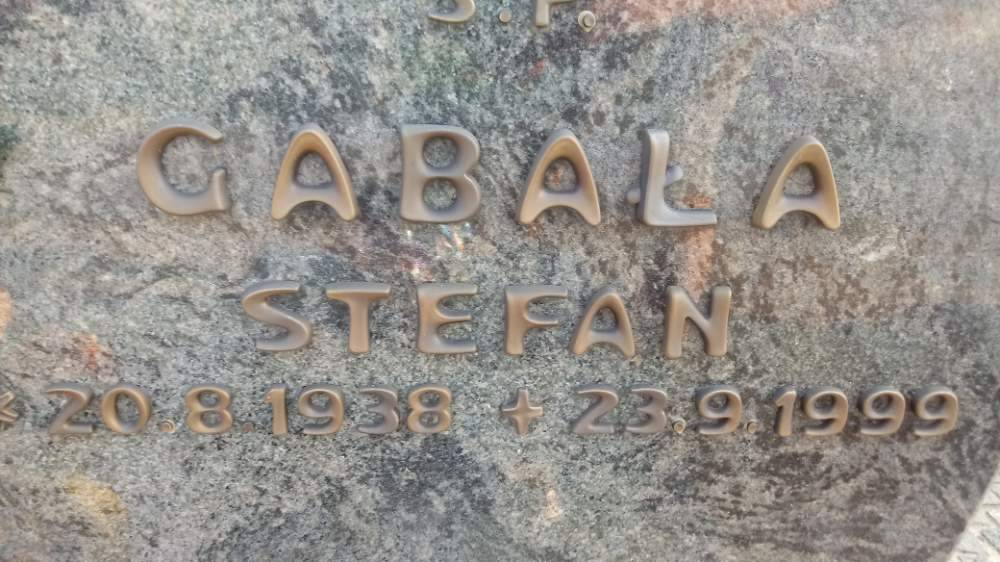 Ś.P.
GABAŁA
STEFAN
* 20.8.1938 + 23.9.1999